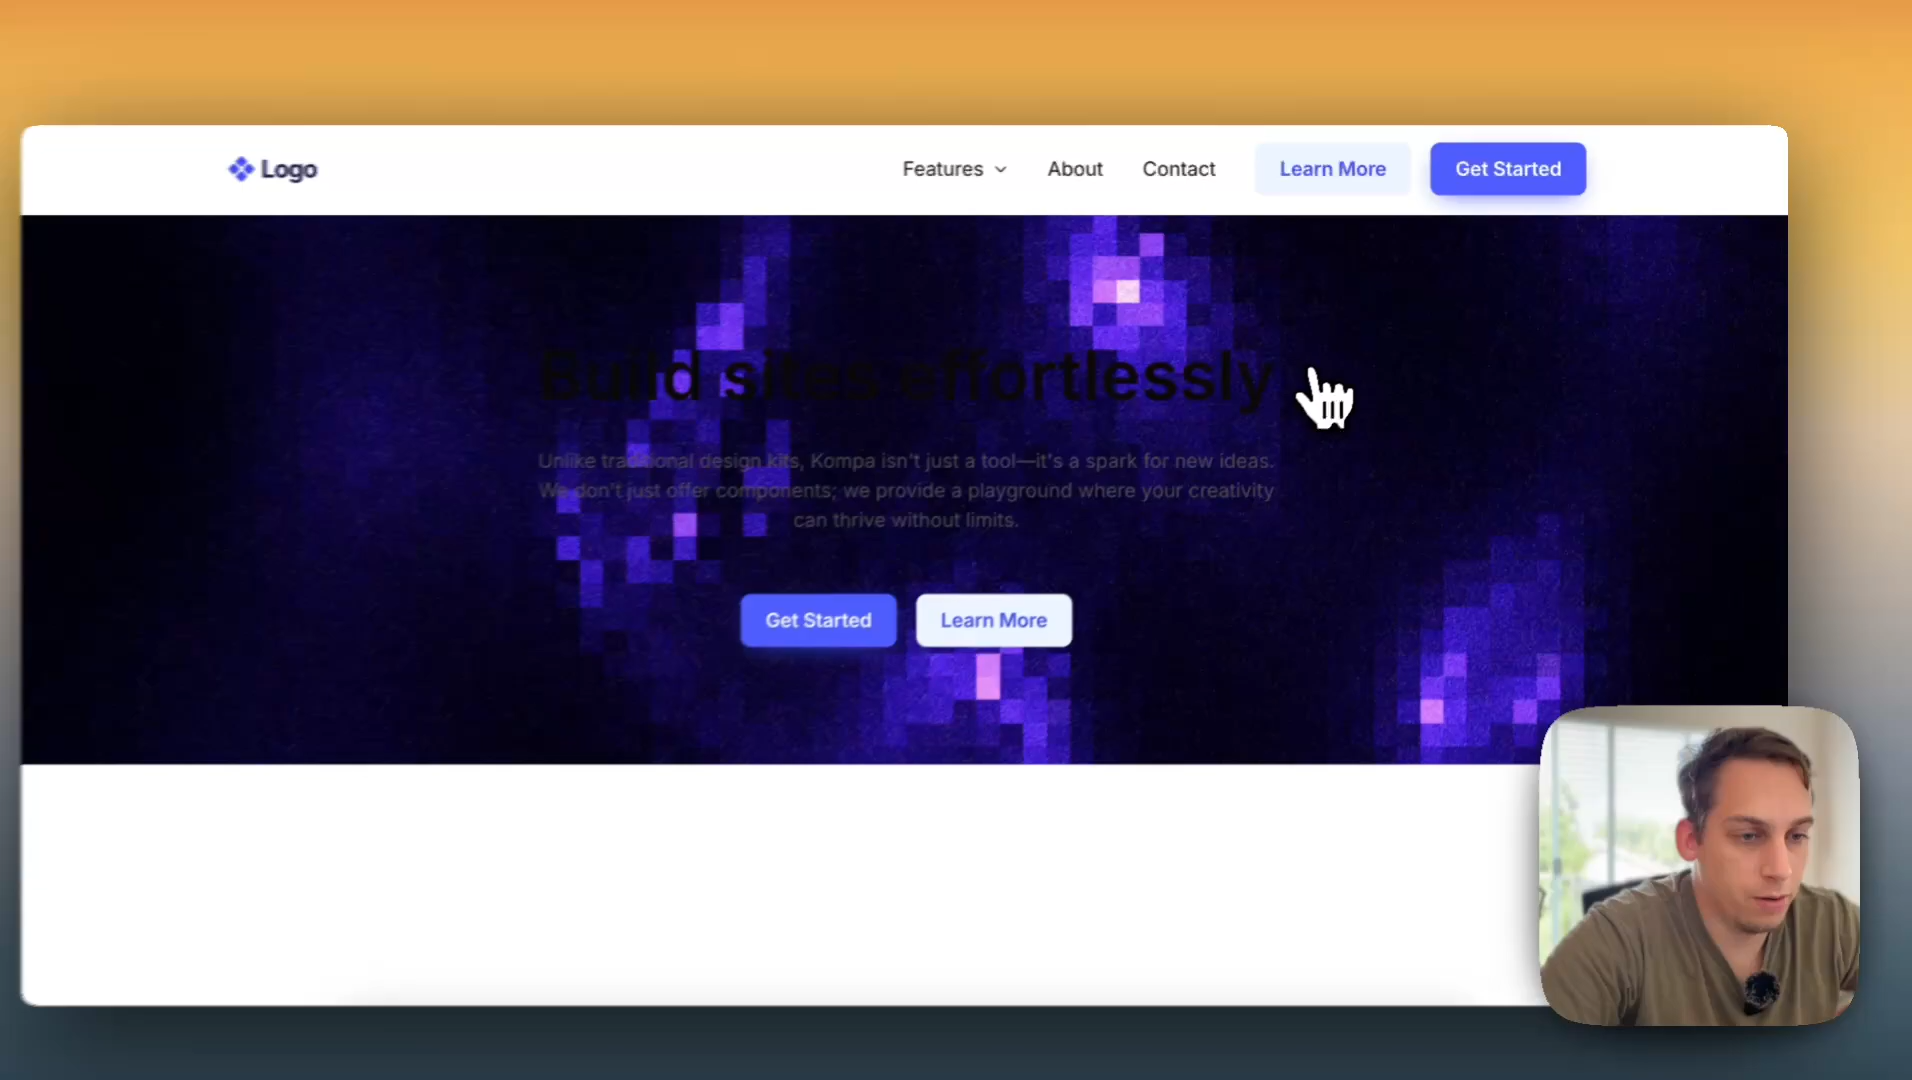 Logo
Features
About
Contact
Learn More
Get Started
Build sites effortlessly
Unlike traditional design kits, Kompa isn't just a tool—it's a spark for new ideas.
We don't just offer components; we provide a playground where your creativity
can thrive without limits.
Get Started
Learn More